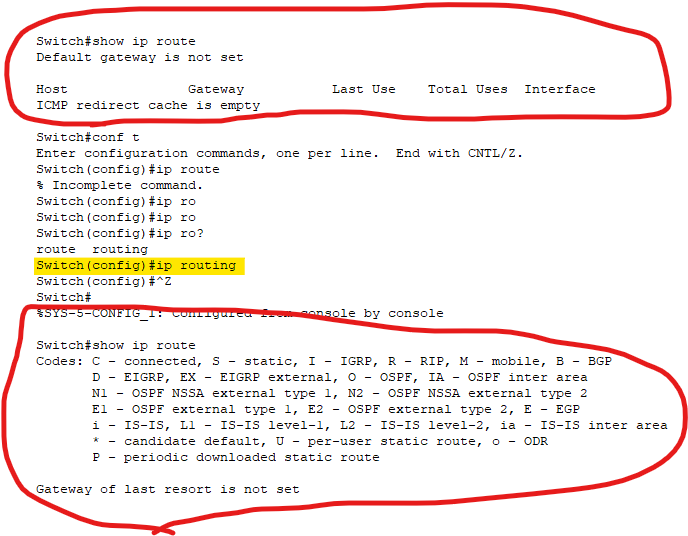 Switch#show ip route
Default gateway is not set
Host Gateway Last Use Total Uses Interface
ICMP redirect cache is empty
Switch#conf t
Enter configuration commands, one per line. End with CNTL/Z.
Switch(config)#ip route
% Incomplete command.
Switch(config)#ip ro
Switch(config)#ip ro
Switch(config)#ip ro?
route routing
Switch(config)#ip routing
Switch(config)#^Z
Switch#
%SYS-5-CONFIG_I: Configured from console by console
Switch#show ip route
Codes: C - connected, S - static, I - IGRP, R - RIP, M - mobile, B - BGP
D - EIGRP, EX - EIGRP external, O - OSPF, IA - OSPF inter area
N1 - OSPF NSSA external type 1, N2 - OSPF NSSA external type 2
E1 - OSPF external type 1, E2 - OSPF external type 2, E - EGP
i - IS-IS, L1 - IS-IS level-1, L2 - IS-IS level-2, ia - IS-IS inter area
* - candidate default, U - per-user static route, o - ODR
P - periodic downloaded static route
Gateway of last resort is not set